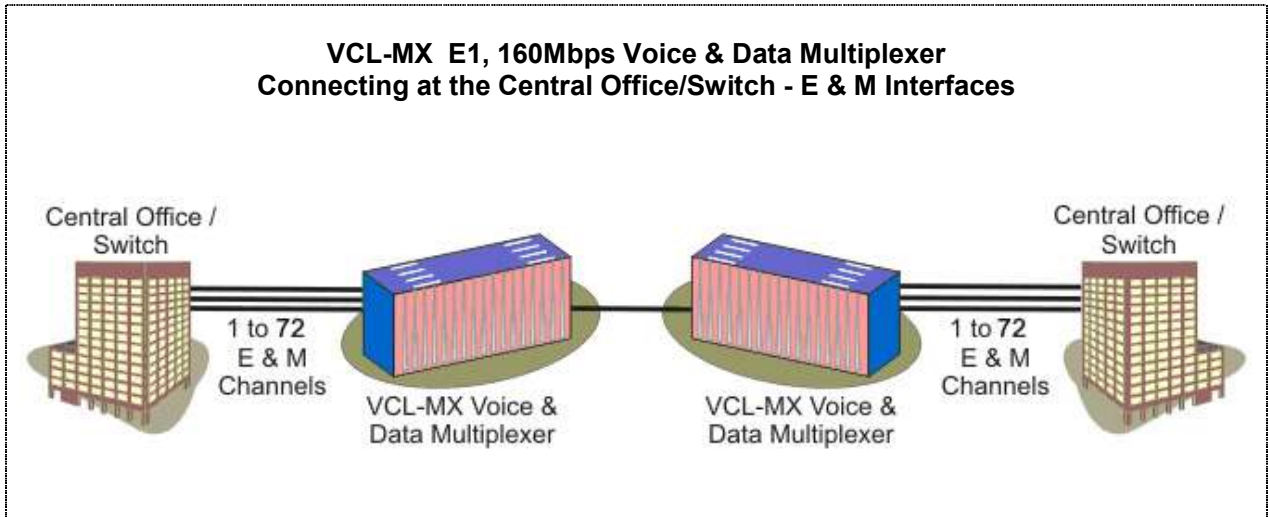 VCL-MX E1, 160Mbps Voice & Data Multiplexer
Connecting at the Central Office/Switch - E & M Interfaces
Central Office /
Switch
1 to 72
E & M
Channels
VCL-MX Voice &
Data Multiplexer
VCL-MX Voice &
Data Multiplexer
1 to 72
E & M
Channels
Central Office /
Switch